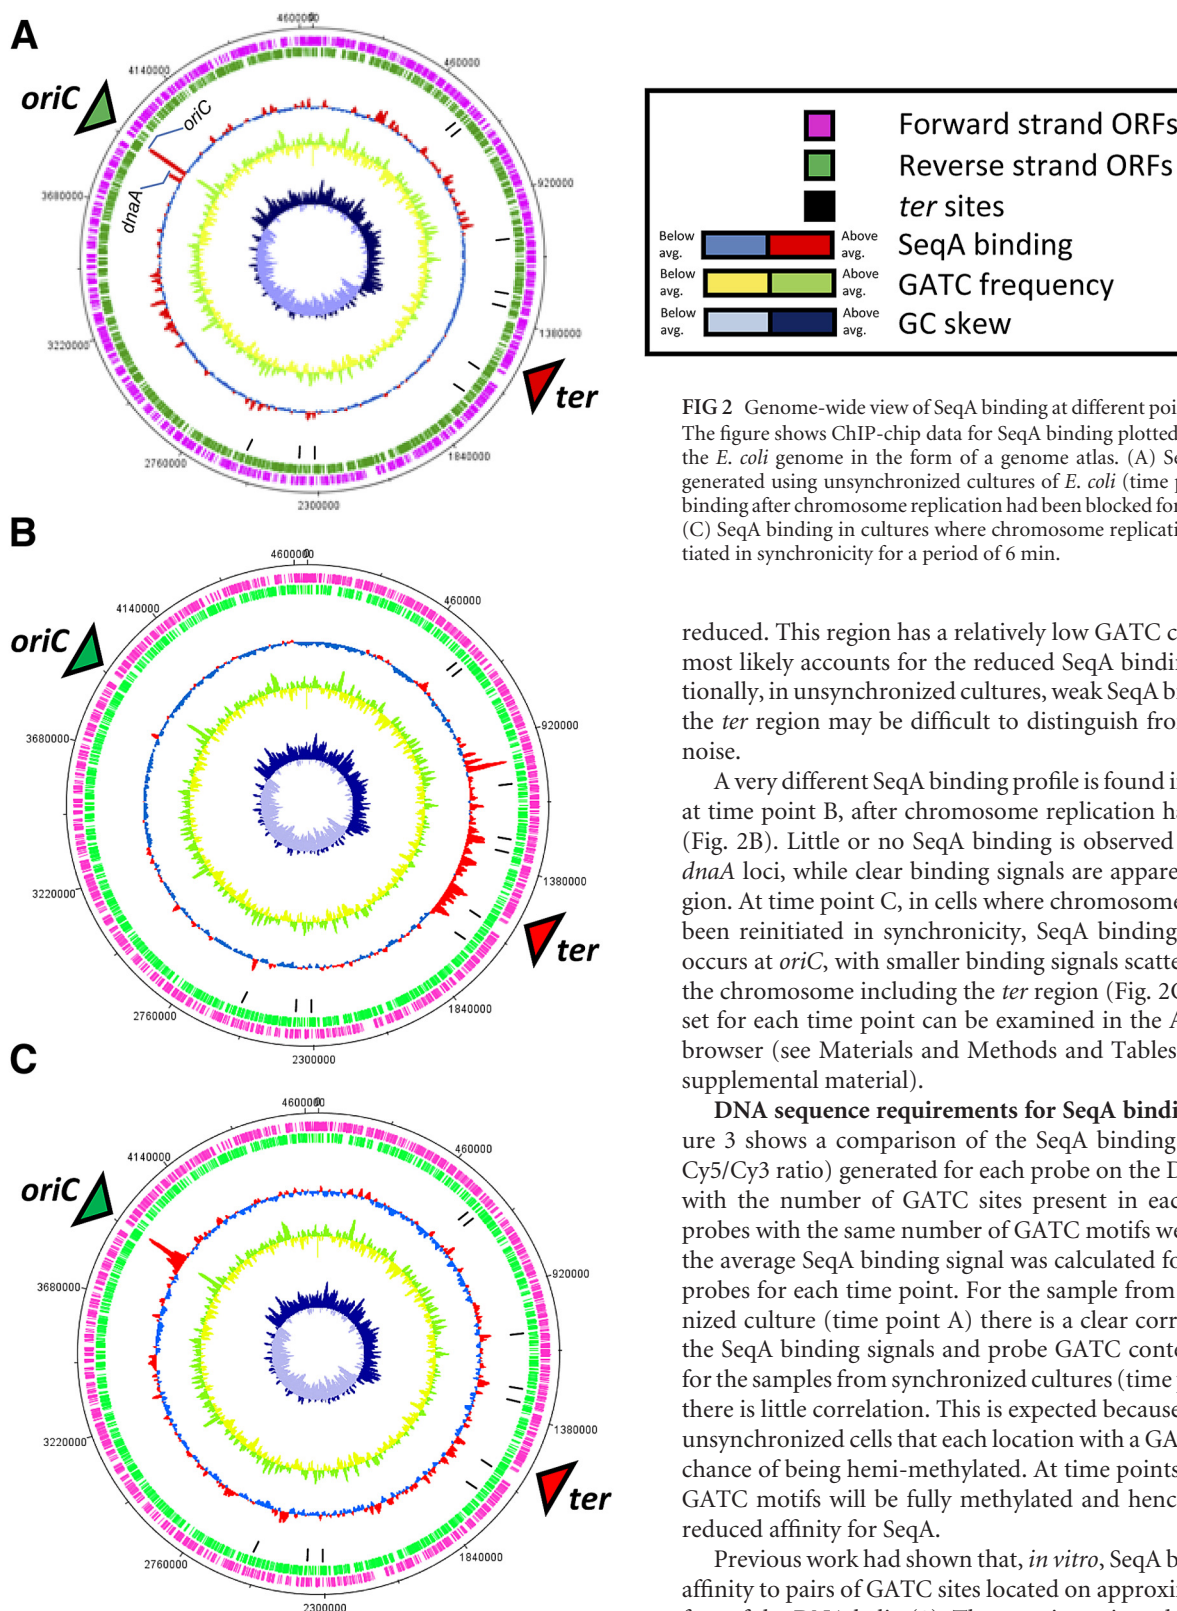 A
4600000 0
460000
920000
1380000
1840000
2300000
2760000
3220000
3680000
4140000
oriC
oriC
dnaA
ter
B
4600000 0
460000
920000
1380000
1840000
2300000
2760000
3220000
3680000
4140000
oriC
ter
C
4600000 0
460000
920000
1380000
1840000
2300000
2760000
3220000
3680000
4140000
oriC
ter
Forward strand ORFs
Reverse strand ORFs
ter sites
Below avg. Above avg. SeqA binding
Below avg. Above avg. GATC frequency
Below avg. Above avg. GC skew
FIG 2 Genome-wide view of SeqA binding at different poi
The figure shows ChIP-chip data for SeqA binding plotted
the E. coli genome in the form of a genome atlas. (A) Se
generated using unsynchronized cultures of E. coli (time p
binding after chromosome replication had been blocked for
(C) SeqA binding in cultures where chromosome replicati
tiated in synchronicity for a period of 6 min.
reduced. This region has a relatively low GATC c
most likely accounts for the reduced SeqA bindin
tionally, in unsynchronized cultures, weak SeqA b
the ter region may be difficult to distinguish fro
noise.
A very different SeqA binding profile is found i
at time point B, after chromosome replication ha
(Fig. 2B). Little or no SeqA binding is observed
dnaA loci, while clear binding signals are appare
gion. At time point C, in cells where chromosome
been reinitiated in synchronicity, SeqA binding
occurs at oriC, with smaller binding signals scatte
the chromosome including the ter region (Fig. 2C
set for each time point can be examined in the A
browser (see Materials and Methods and Tables
supplemental material).
DNA sequence requirements for SeqA bindi
ure 3 shows a comparison of the SeqA binding
Cy5/Cy3 ratio) generated for each probe on the D
with the number of GATC sites present in eac
probes with the same number of GATC motifs we
the average SeqA binding signal was calculated fo
probes for each time point. For the sample from
nized culture (time point A) there is a clear corr
the SeqA binding signals and probe GATC conte
for the samples from synchronized cultures (time
there is little correlation. This is expected because
unsynchronized cells that each location with a GA
chance of being hemi-methylated. At time points
GATC motifs will be fully methylated and henc
reduced affinity for SeqA.
Previous work had shown that, in vitro, SeqA b
affinity to pairs of GATC sites located on approxi